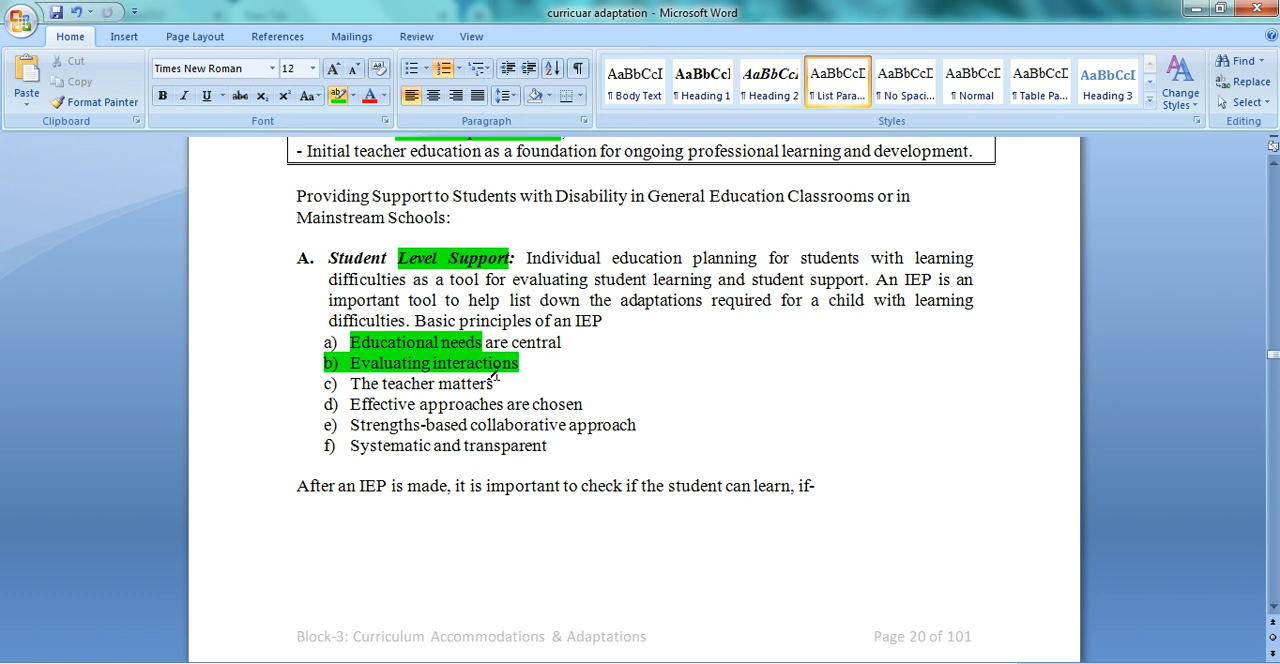 curricuar adaptation - Microsoft Word
Home Insert Page Layout References Mailings Review View
Paste
Cut
Copy
Format Painter
Clipboard
Times New Roman 12
Font
Paragraph
AaBbCcI AaBbCcl AaBbCcL AaBbCcD AaBbCcD AaBbCcD AaBbCcD AaBbCcI
¶ Body Text ¶ Heading 1 ¶ Heading 2 ¶ List Para... ¶ No Spaci... ¶ Normal ¶ Table Pa... Heading 3
Change
Styles
Styles
Find
Replace
Select
Editing
- Initial teacher education as a foundation for ongoing professional learning and development.
Providing Support to Students with Disability in General Education Classrooms or in
Mainstream Schools:
A. Student Level Support: Individual education planning for students with learning
difficulties as a tool for evaluating student learning and student support. An IEP is an
important tool to help list down the adaptations required for a child with learning
difficulties. Basic principles of an IEP
a) Educational needs are central
b) Evaluating interactions
c) The teacher matters
d) Effective approaches are chosen
e) Strengths-based collaborative approach
f) Systematic and transparent
After an IEP is made, it is important to check if the student can learn, if-
Block-3: Curriculum Accommodations & Adaptations Page 20 of 101